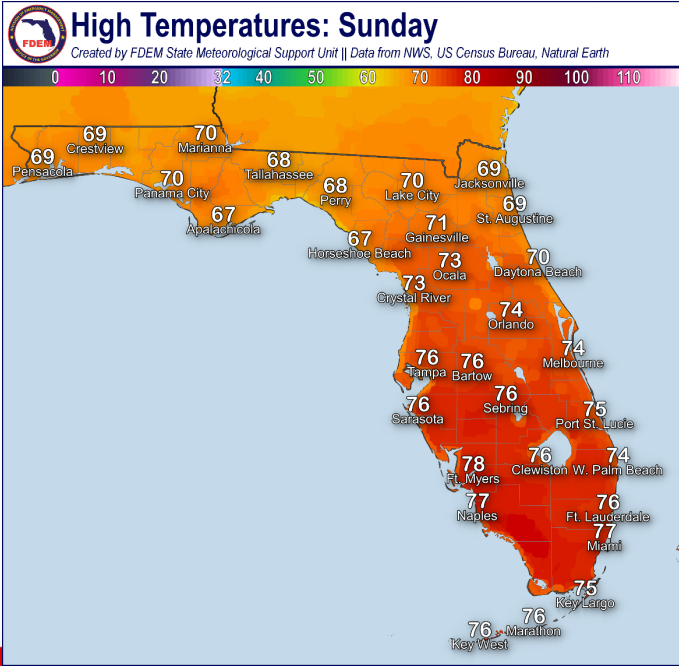 High Temperatures: Sunday
Created by FDEM State Meteorological Support Unit || Data from NWS, US Census Bureau, Natural Earth
FDEM
0 10 20 32 40 50 60 70 80 90 100 110
69
Crestview
70
Marianna
69
Pensacola
68
Tallahassee
69
Jacksonville
70
Panama City
68
Perry
70
Lake City
69
St. Augustine
67
Apalachicola
71
Gainesville
67
Horseshoe Beach
73
Ocala
70
Daytona Beach
73
Crystal River
74
Orlando
74
Melbourne
76
Tampa
76
Bartow
76
Sebring
76
Sarasota
75
Port St. Lucie
78
Ft. Myers
76
Clewiston
74
W. Palm Beach
77
Naples
76
Ft. Lauderdale
77
Miami
75
Key Largo
76
Marathon
76
Key West